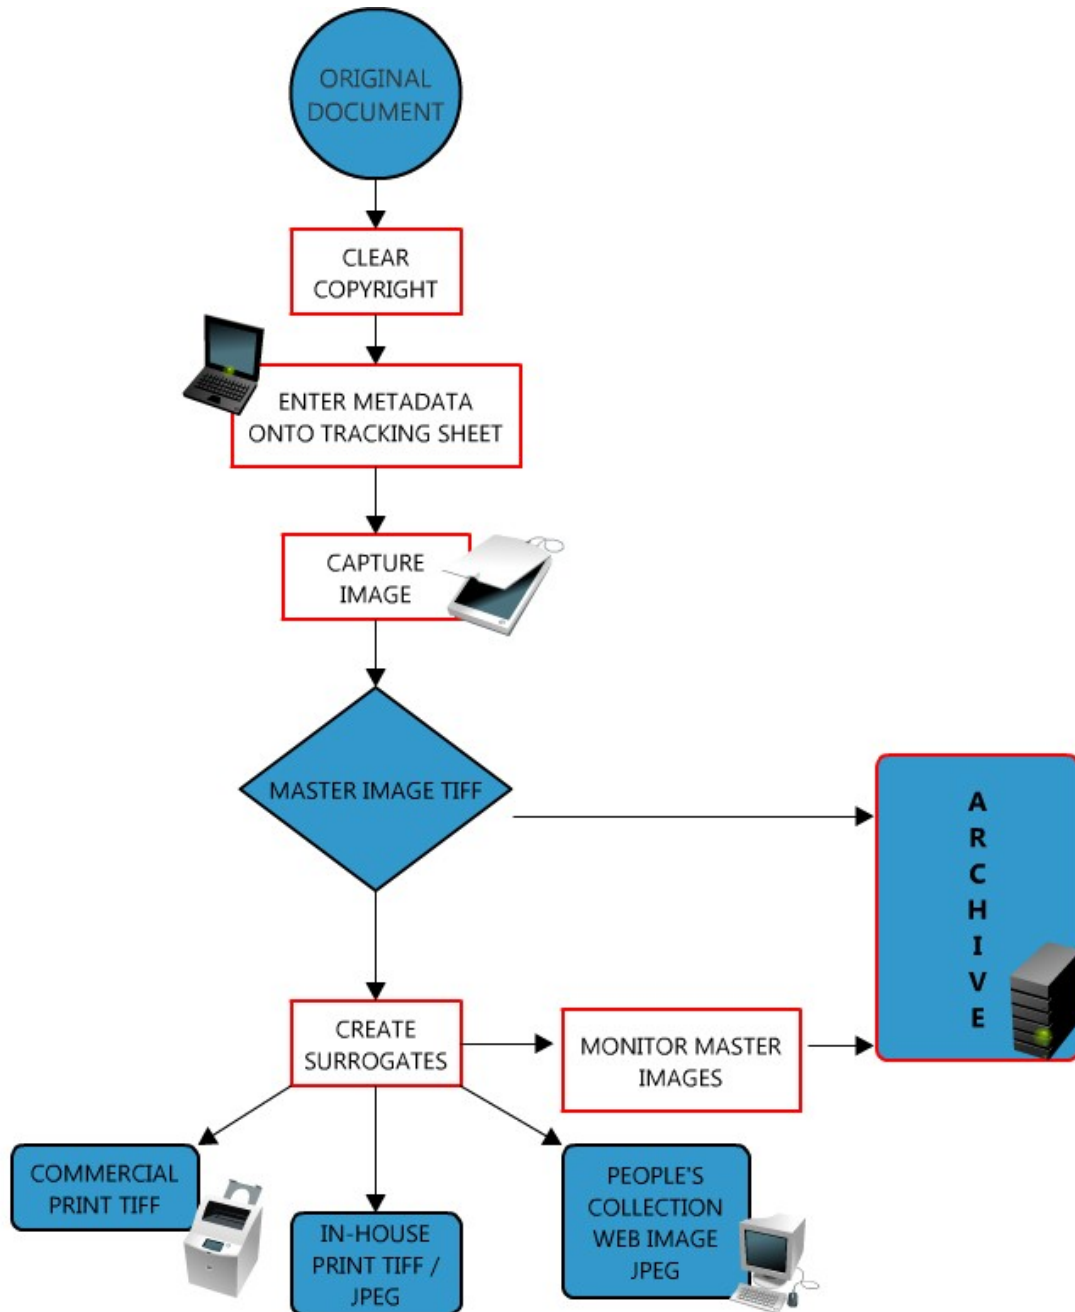 ORIGINAL
DOCUMENT
CLEAR
COPYRIGHT
ENTER METADATA
ONTO TRACKING SHEET
CAPTURE
IMAGE
MASTER IMAGE TIFF
A
R
C
H
I
V
E
CREATE
SURROGATES
MONITOR MASTER
IMAGES
COMMERCIAL
PRINT TIFF
IN-HOUSE
PRINT TIFF /
JPEG
PEOPLE'S
COLLECTION
WEB IMAGE
JPEG